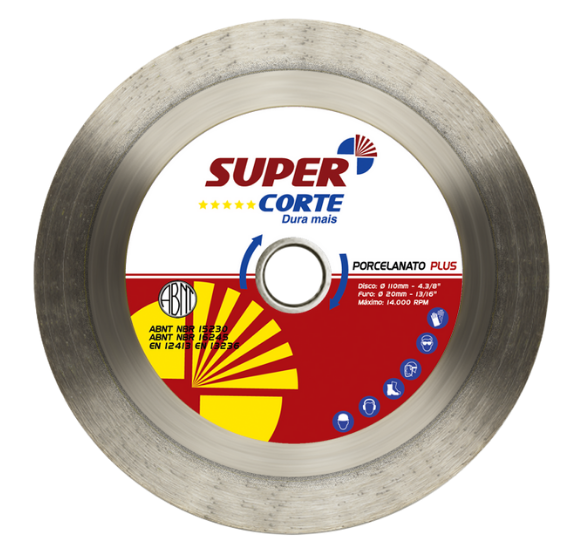 SUPER
CORTE
Dura mais
PORCELANATO PLUS
Disco: Ø 110mm - 4.3/8"
Furo: Ø 20mm - 13/16"
Máximo: 14.000 RPM
ABNT
ABNT NBR 15230
ABNT NBR 16245
EN 12413 EN 13236